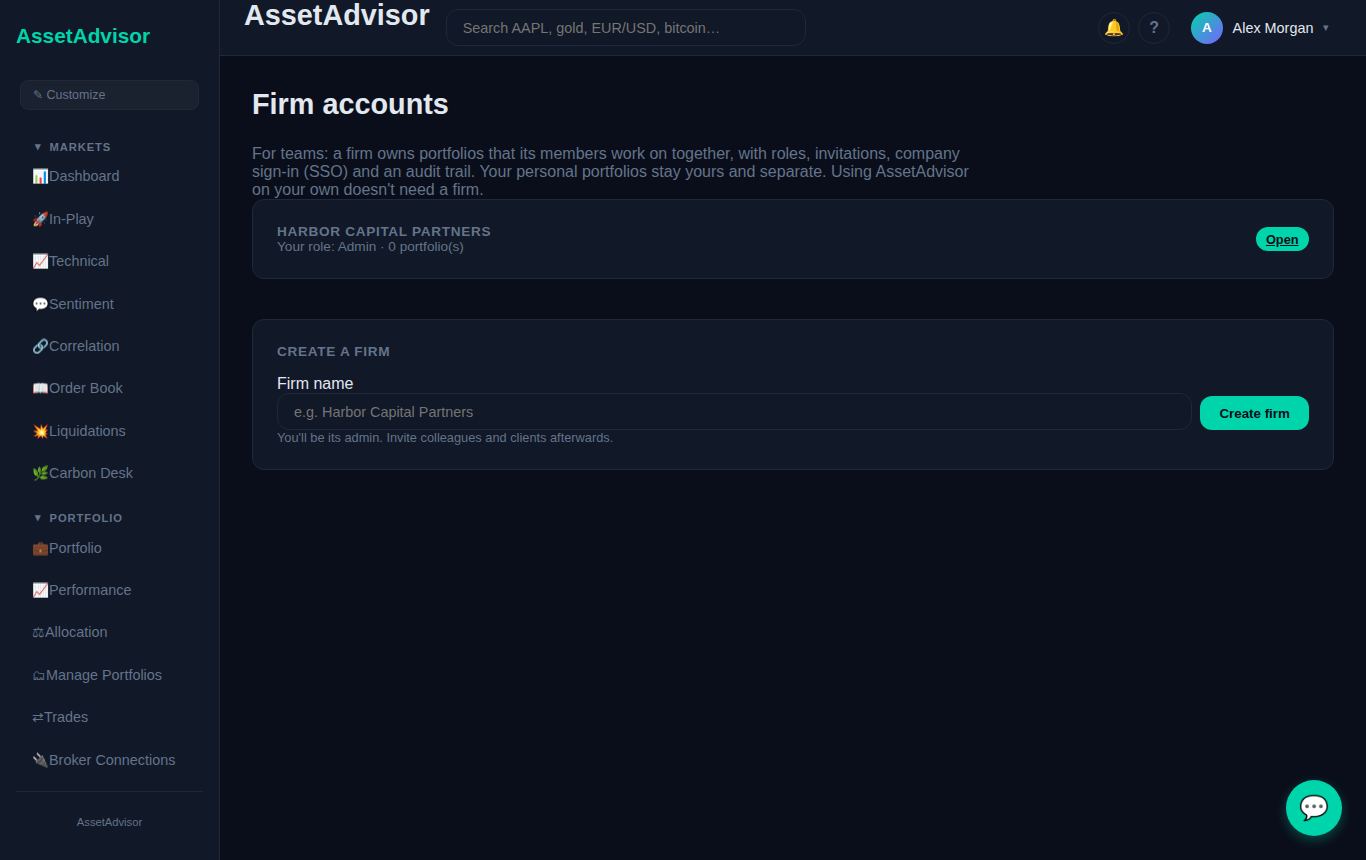 AssetAdvisor
✎ Customize
▼ MARKETS
Dashboard
In-Play
Technical
Sentiment
Correlation
Order Book
Liquidations
Carbon Desk
▼ PORTFOLIO
Portfolio
Performance
Allocation
Manage Portfolios
Trades
Broker Connections
AssetAdvisor
AssetAdvisor
Search AAPL, gold, EUR/USD, bitcoin…
?
A
Alex Morgan ▾
Firm accounts
For teams: a firm owns portfolios that its members work on together, with roles, invitations, company
sign-in (SSO) and an audit trail. Your personal portfolios stay yours and separate. Using AssetAdvisor
on your own doesn't need a firm.
HARBOR CAPITAL PARTNERS
Your role: Admin · 0 portfolio(s)
Open
CREATE A FIRM
Firm name
e.g. Harbor Capital Partners
Create firm
You'll be its admin. Invite colleagues and clients afterwards.